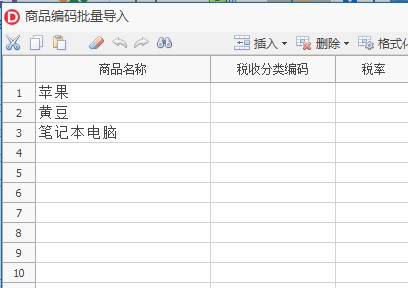 商品编码批量导入
插入 删除 格式化
商品名称 税收分类编码 税率
1 苹果
2 黄豆
3 笔记本电脑
4
5
6
7
8
9
10